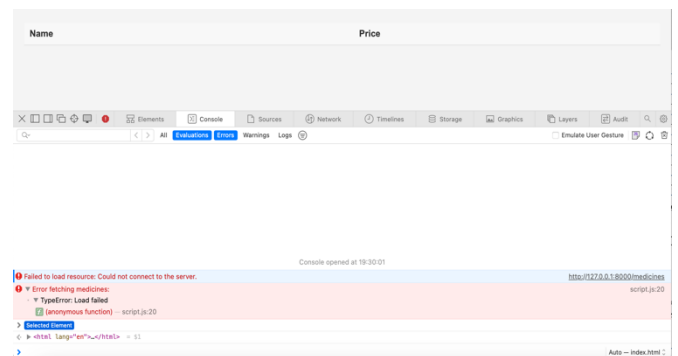 Name Price
Elements Console Sources Network Timelines Storage Graphics Layers Audit
All Evaluations Errors Warnings Logs Emulate User Gesture
Console opened at 19:30:01
Failed to load resource: Could not connect to the server. http://127.0.0.1:8000/medicines
Error fetching medicines: script.js:20
TypeError: Load failed
f (anonymous function) — script.js:20
Selected Element
<html lang="en">…</html> = $1
Auto — index.html